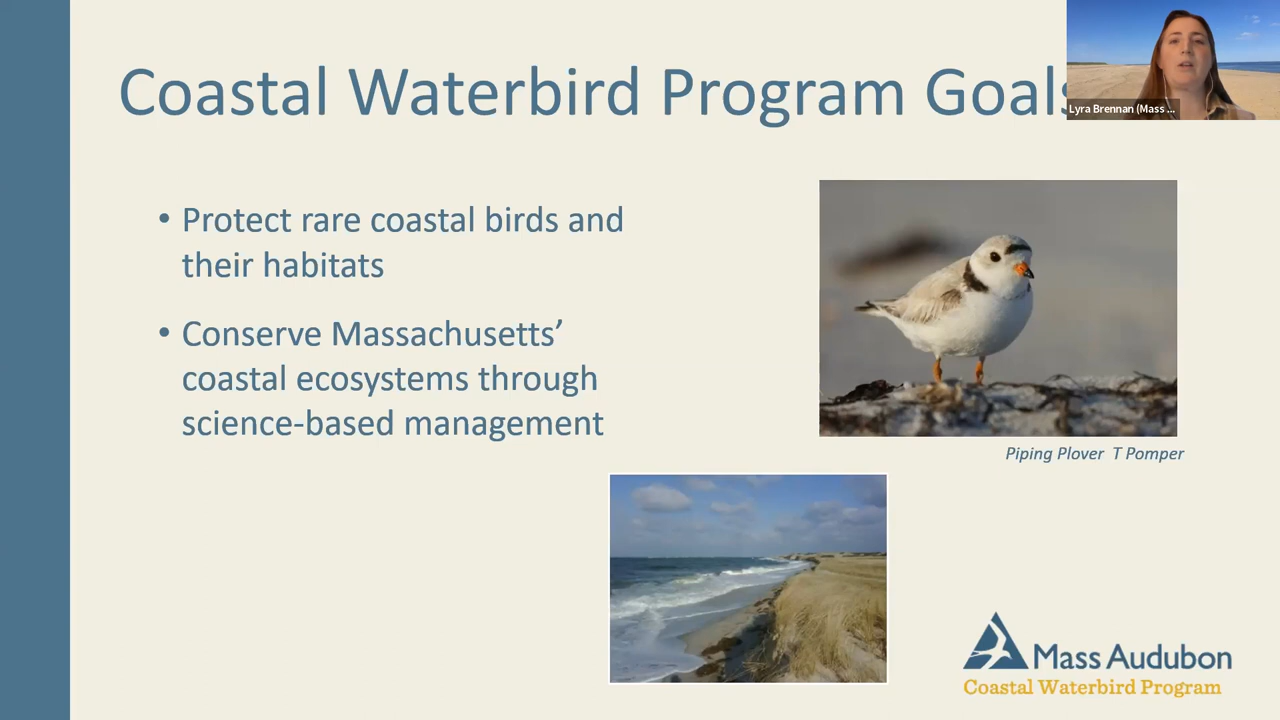 Coastal Waterbird Program Goals
Lyra Brennan (Mass ...
• Protect rare coastal birds and
their habitats
• Conserve Massachusetts’
coastal ecosystems through
science-based management
Piping Plover T Pomper
Mass Audubon
Coastal Waterbird Program